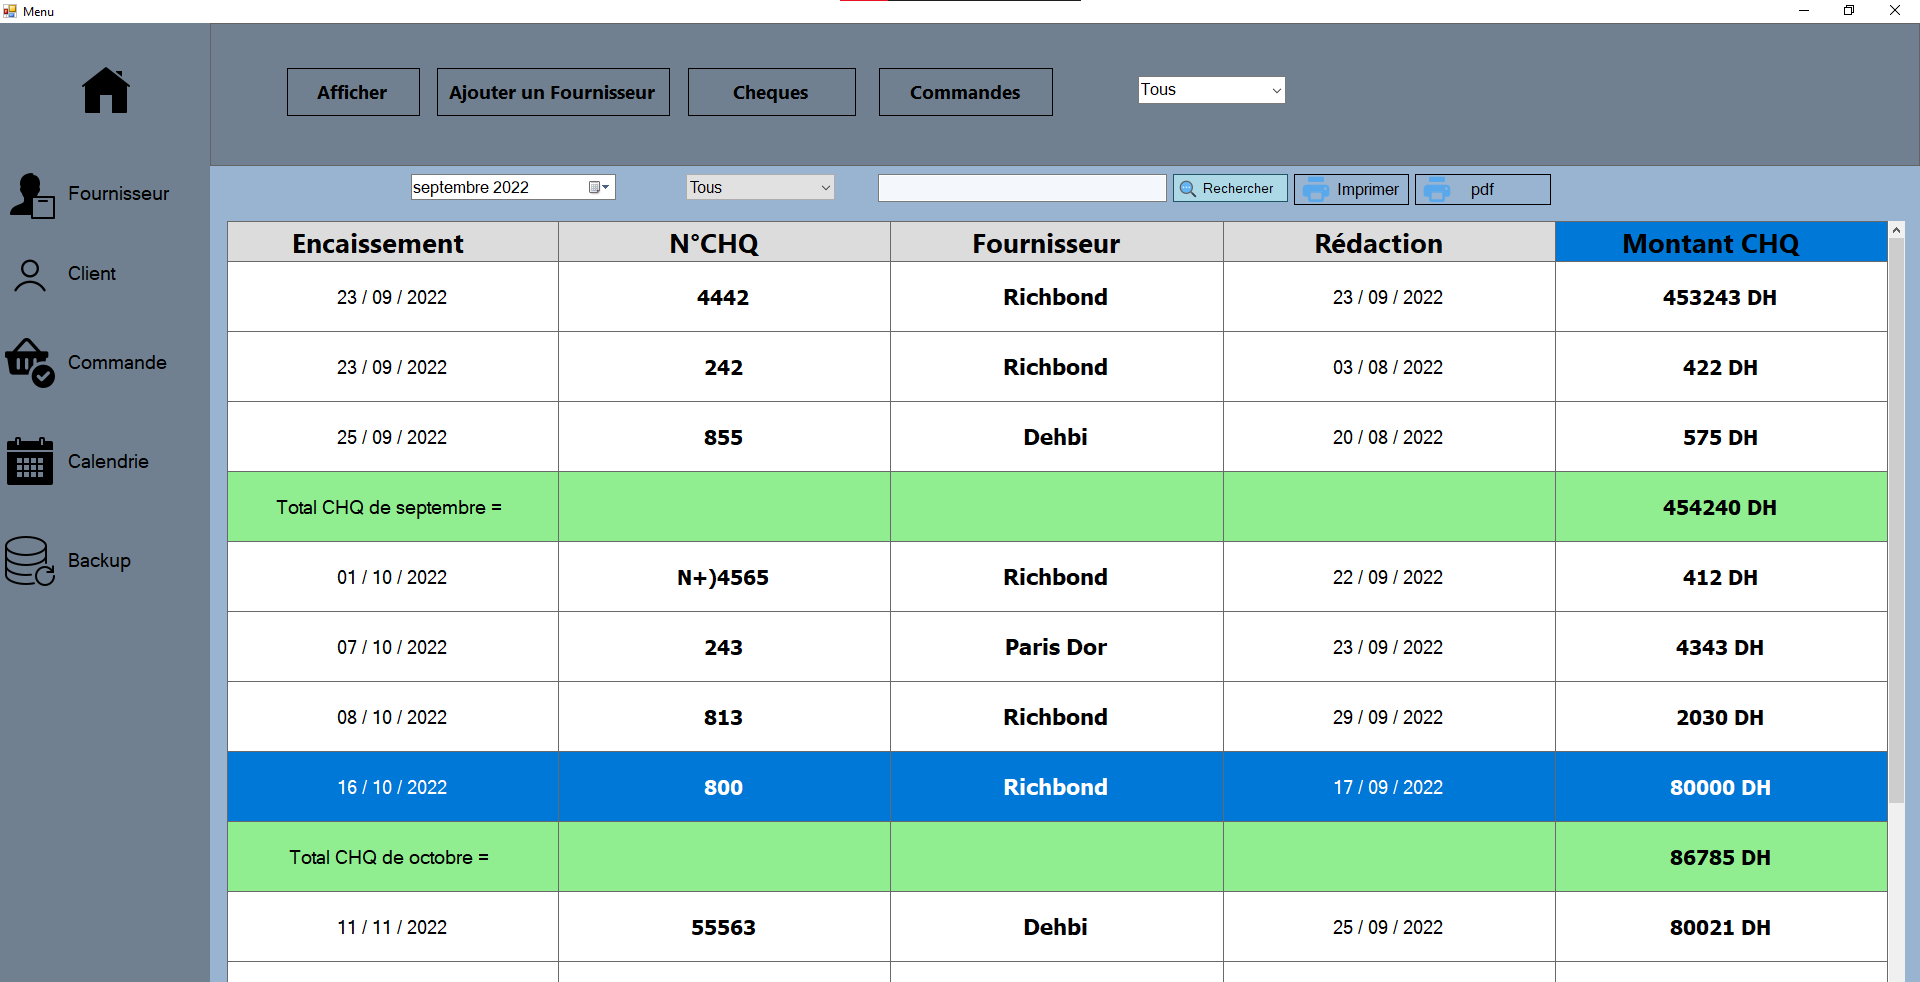 Menu
Afficher
Ajouter un Fournisseur
Cheques
Commandes
Tous
Fournisseur
Client
Commande
Calendrie
Backup
septembre 2022
Tous
Rechercher
Imprimer
pdf
Encaissement N°CHQ Fournisseur Rédaction Montant CHQ
23 / 09 / 2022 4442 Richbond 23 / 09 / 2022 453243 DH
23 / 09 / 2022 242 Richbond 03 / 08 / 2022 422 DH
25 / 09 / 2022 855 Dehbi 20 / 08 / 2022 575 DH
Total CHQ de septembre = 454240 DH
01 / 10 / 2022 N+)4565 Richbond 22 / 09 / 2022 412 DH
07 / 10 / 2022 243 Paris Dor 23 / 09 / 2022 4343 DH
08 / 10 / 2022 813 Richbond 29 / 09 / 2022 2030 DH
16 / 10 / 2022 800 Richbond 17 / 09 / 2022 80000 DH
Total CHQ de octobre = 86785 DH
11 / 11 / 2022 55563 Dehbi 25 / 09 / 2022 80021 DH